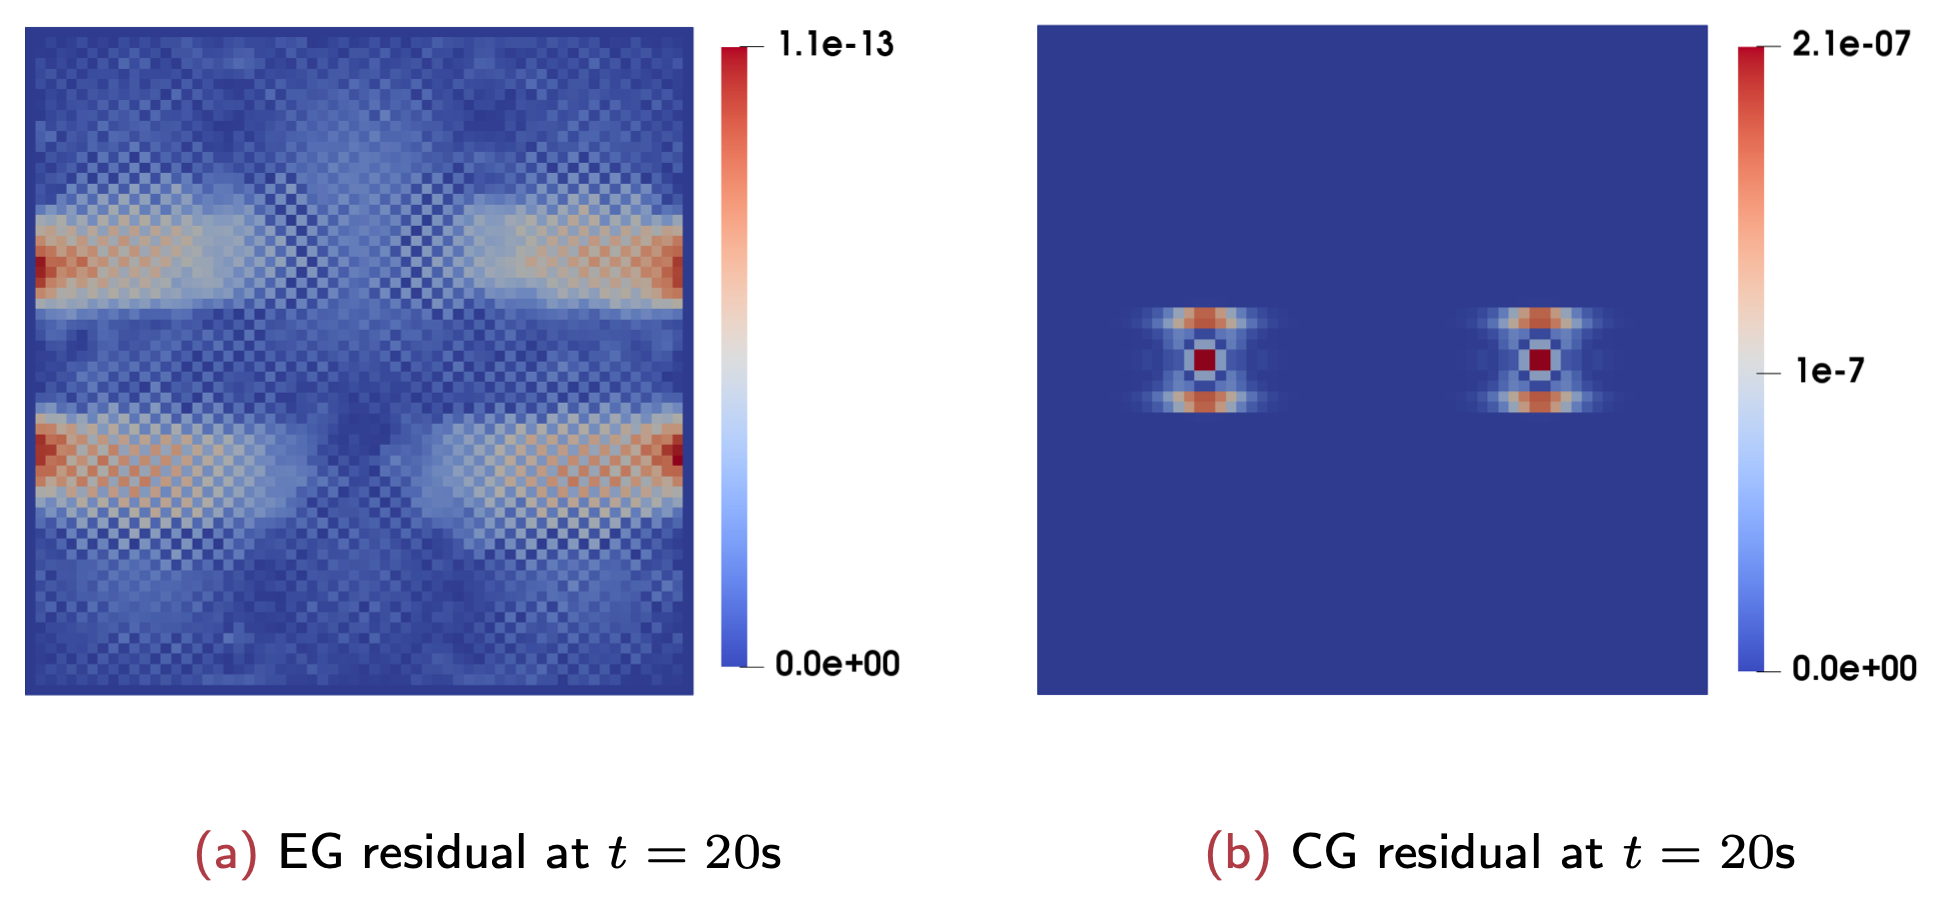 1.1e-13
0.0e+00
2.1e-07
1e-7
0.0e+00
(a) EG residual at t = 20s
(b) CG residual at t = 20s